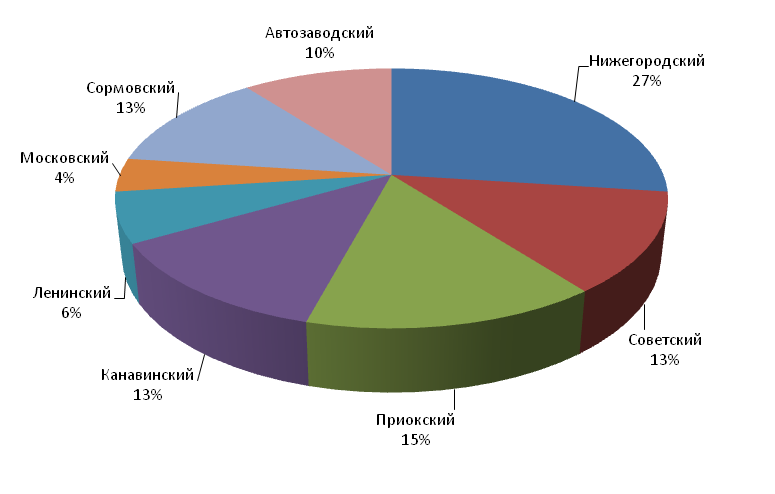 Автозаводский
10%
Нижегородский
27%
Сормовский
13%
Московский
4%
Ленинский
6%
Советский
13%
Канавинский
13%
Приокский
15%